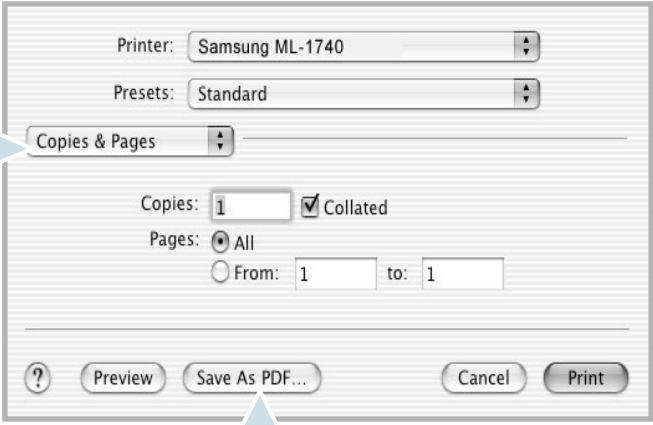 Printer: Samsung ML-1740
Presets: Standard
Copies & Pages
Copies: 1 Collated
Pages: All
From: 1 to: 1
? Preview Save As PDF... Cancel Print